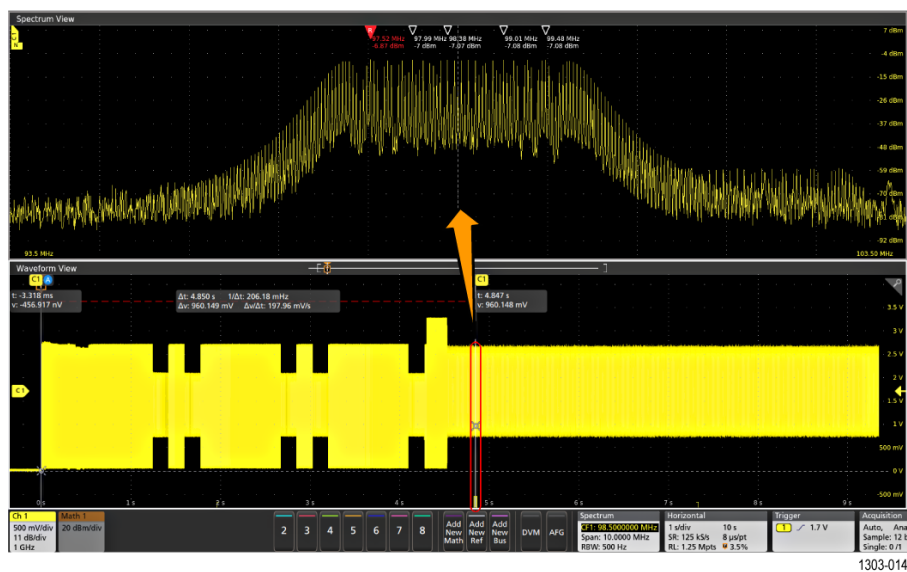 Spectrum View
C1
N
R
97.52 MHz 97.99 MHz 98.38 MHz 99.01 MHz 99.48 MHz
-6.81 dBm -7 dBm -7.07 dBm -7.08 dBm -7.08 dBm
7 dBm
-4 dBm
-15 dBm
-26 dBm
-37 dBm
-48 dBm
-59 dBm
-70 dBm
-81 dBm
-92 dBm
93.5 MHz 103.50 MHz
Waveform View
C1 A C1
t: -3.318 ms Δt: 4.850 s 1/Δt: 206.18 mHz t: 4.847 s
v: -456.917 nV Δv: 960.149 mV Δv/Δt: 197.96 mV/s v: 960.148 mV
3.5 V
3 V
2.5 V
2 V
1.5 V
1 V
500 mV
0 V
-500 mV
C1
0 s 1 s 2 s 3 s 4 s 5 s 6 s 7 s 8 s 9 s
Ch 1 Math 1 Spectrum Horizontal Trigger Acquisition
500 mV/div 20 dBm/div 2 3 4 5 6 7 8 Add New Math Add New Ref Add New Bus DVM AFG CF1: 98.5000000 MHz 1 s/div 10 s 1 1.7 V Auto, Ana
11 dB/div Span: 10.0000 MHz SR: 125 kS/s 8 µs/pt Sample: 12 b
1 GHz RBW: 500 Hz RL: 1.25 Mpts 3.5% Single: 0/1
1303-014